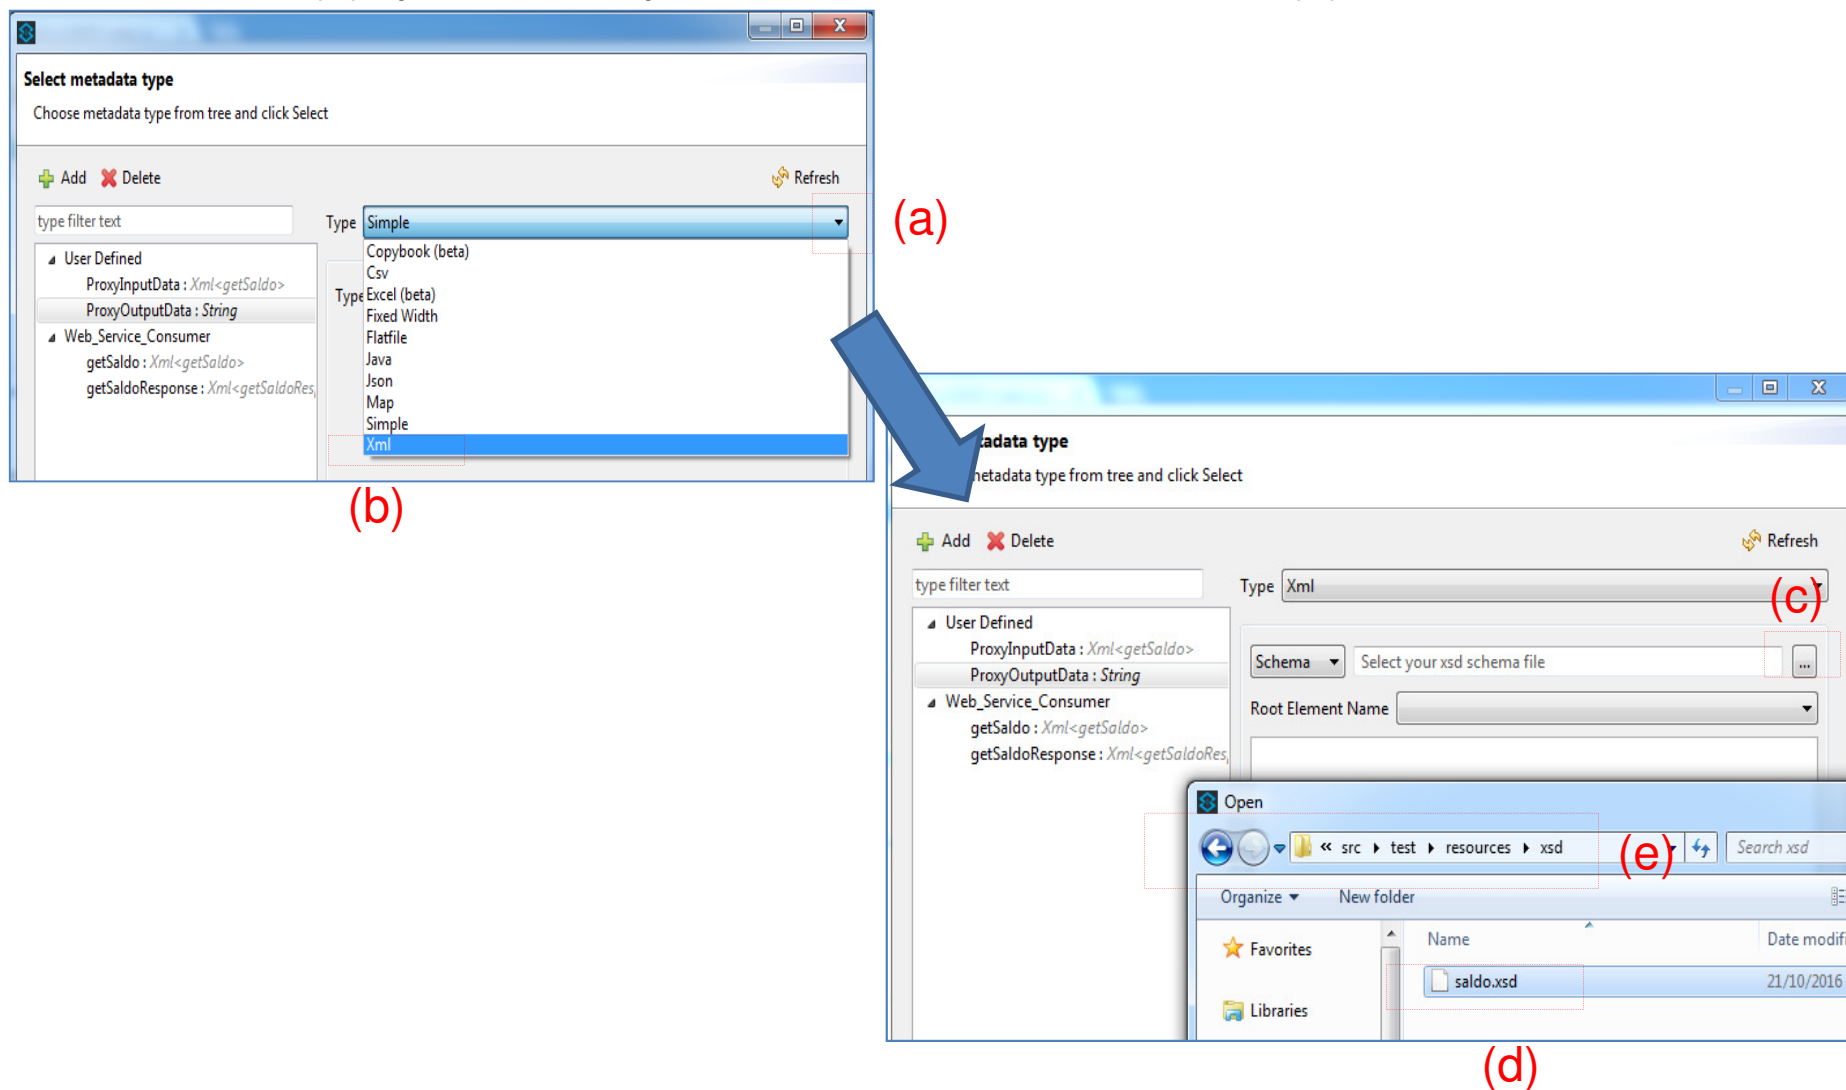 X
Select metadata type
Choose metadata type from tree and click Select
Add Delete
Refresh
type filter text
Type Simple
(a)
User Defined
ProxyInputData : Xml<getSaldo>
ProxyOutputData : String
Web_Service_Consumer
getSaldo : Xml<getSaldo>
getSaldoResponse : Xml<getSaldoRes
Type
Copybook (beta)
Csv
Excel (beta)
Fixed Width
Flatfile
Java
Json
Map
Simple
Xml
(b)
X
tadata type
metadata type from tree and click Select
Add Delete
Refresh
type filter text
Type Xml
(c)
User Defined
ProxyInputData : Xml<getSaldo>
ProxyOutputData : String
Web_Service_Consumer
getSaldo : Xml<getSaldo>
getSaldoResponse : Xml<getSaldoRes
Schema Select your xsd schema file ...
Root Element Name
Open
« src test resources xsd
(e)
Search xsd
Organize New folder
Favorites
Libraries
Name Date modifi
saldo.xsd 21/10/2016
(d)